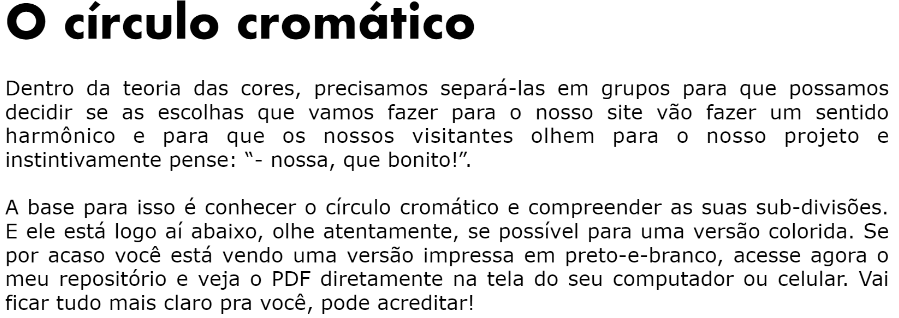 O círculo cromático
Dentro da teoria das cores, precisamos separá-las em grupos para que possamos
decidir se as escolhas que vamos fazer para o nosso site vão fazer um sentido
harmônico e para que os nossos visitantes olhem para o nosso projeto e
instintivamente pense: “- nossa, que bonito!”.
A base para isso é conhecer o círculo cromático e compreender as suas sub-divisões.
E ele está logo aí abaixo, olhe atentamente, se possível para uma versão colorida. Se
por acaso você está vendo uma versão impressa em preto-e-branco, acesse agora o
meu repositório e veja o PDF diretamente na tela do seu computador ou celular. Vai
ficar tudo mais claro pra você, pode acreditar!